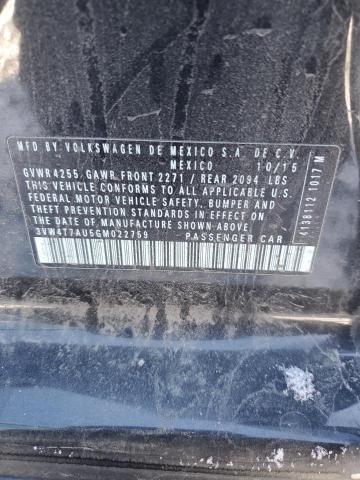 MFD BY VOLKSWAGEN DE MEXICO S.A. DE C.V.
MEXICO 10/15
GVWR 4255, GAWR FRONT 2271 / REAR 2094 LBS
THIS VEHICLE CONFORMS TO ALL APPLICABLE U.S.
FEDERAL MOTOR VEHICLE SAFETY, BUMPER AND
THEFT PREVENTION STANDARDS IN EFFECT ON
THE DATE OF MANUFACTURE SHOWN ABOVE.
3VW4T7AU5GM022759 PASSENGER CAR
4138112 1017 M